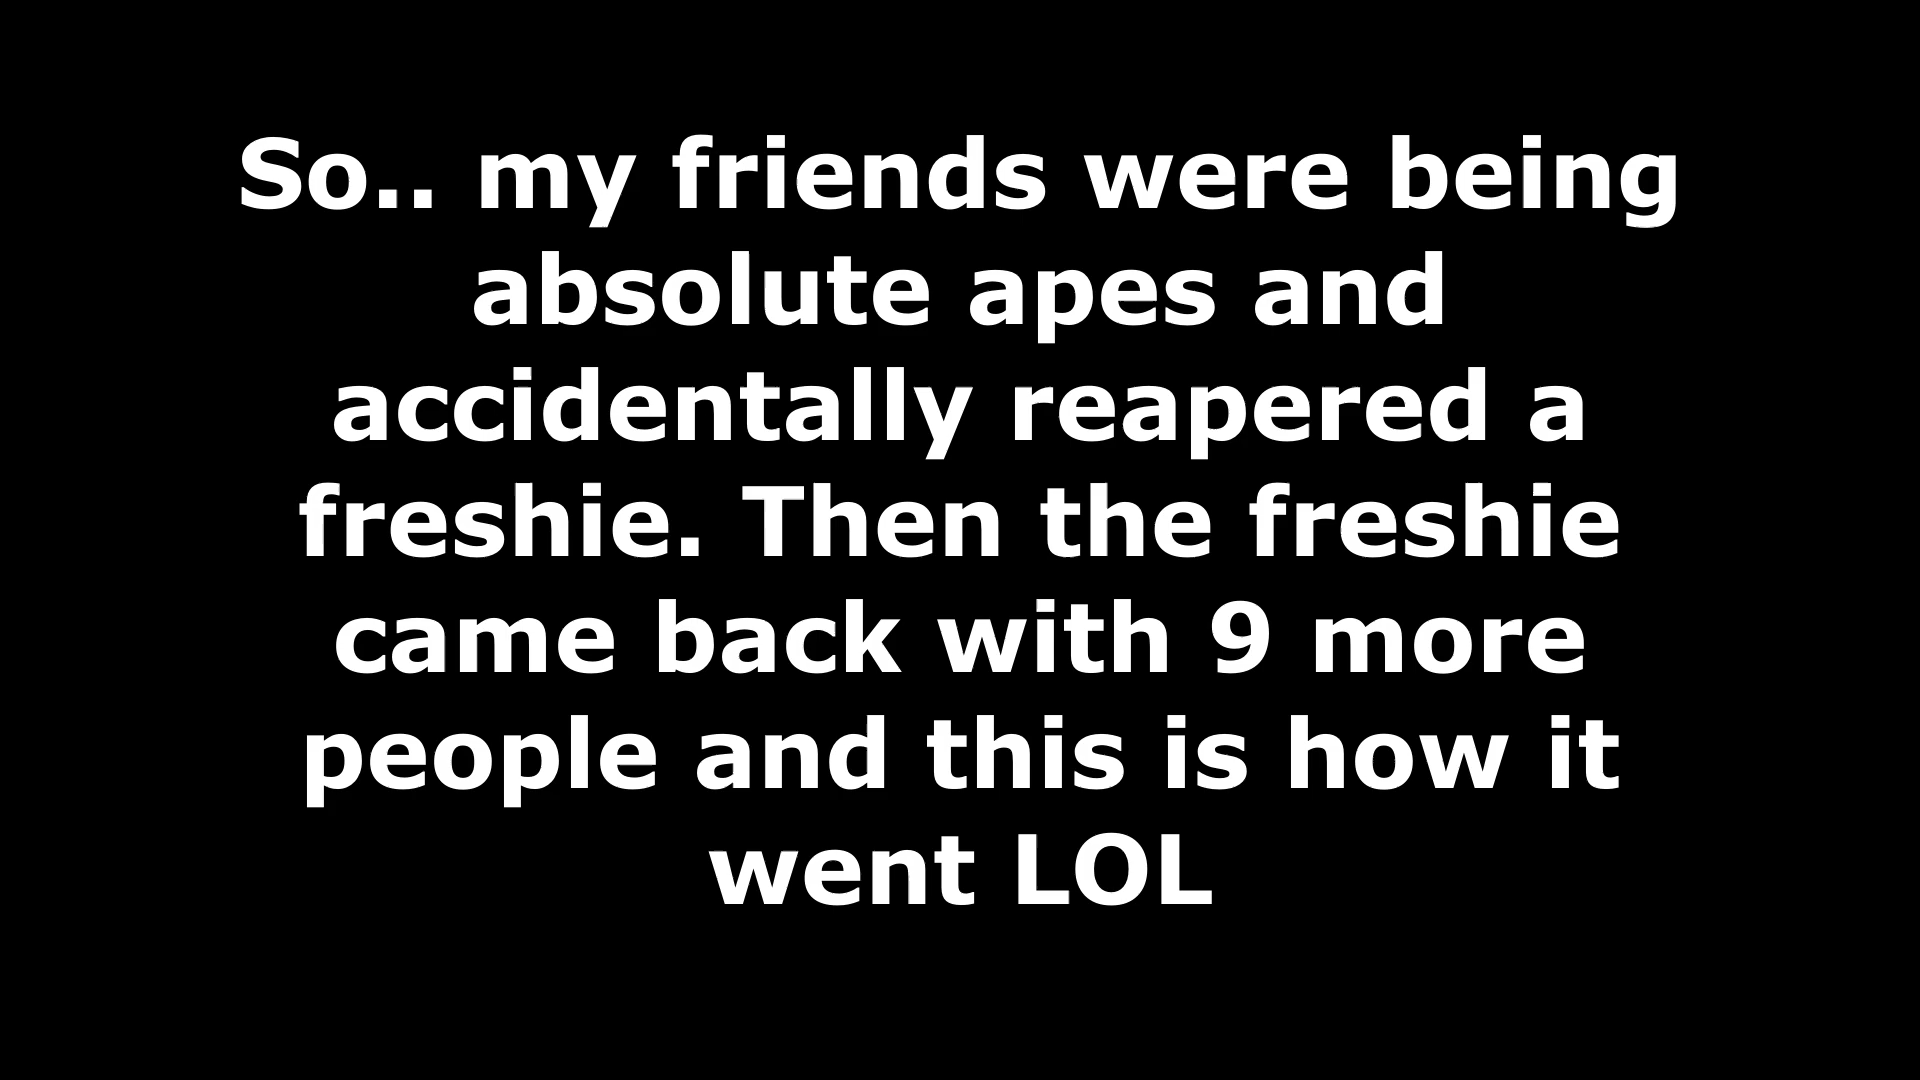 So.. my friends were being
absolute apes and
accidentally reapered a
freshie. Then the freshie
came back with 9 more
people and this is how it
went LOL